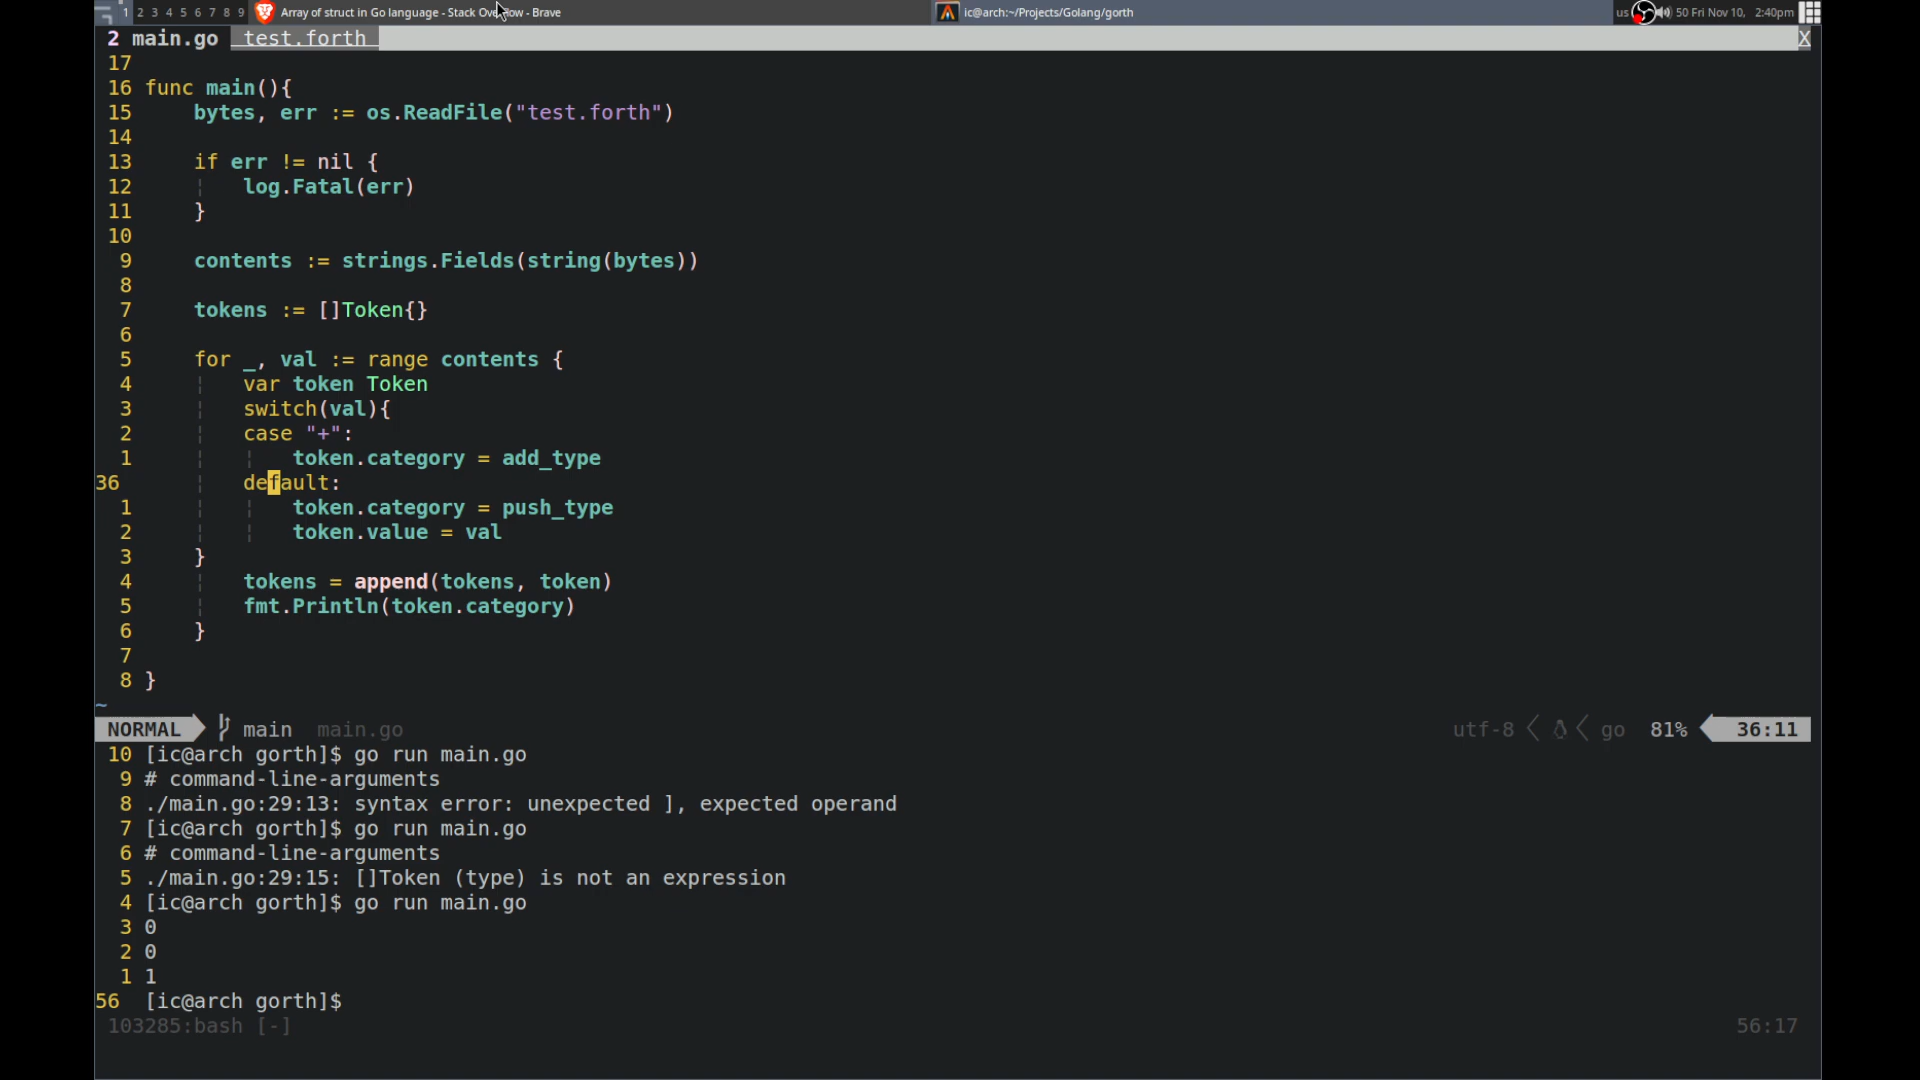 1 2 3 4 5 6 7 8 9 Array of struct in Go language - Stack Overflow - Brave ic@arch:~/Projects/Golang/gorth us 50 Fri Nov 10, 2:40pm
2 main.go test.forth X
17
16 func main(){
15 bytes, err := os.ReadFile("test.forth")
14
13 if err != nil {
12 log.Fatal(err)
11 }
10
9 contents := strings.Fields(string(bytes))
8
7 tokens := []Token{}
6
5 for _, val := range contents {
4 var token Token
3 switch(val){
2 case "+":
1 token.category = add_type
36 default:
1 token.category = push_type
2 token.value = val
3 }
4 tokens = append(tokens, token)
5 fmt.Println(token.category)
6 }
7
8 }
~
NORMAL main main.go utf-8 go 81% 36:11
10 [ic@arch gorth]$ go run main.go
9 # command-line-arguments
8 ./main.go:29:13: syntax error: unexpected ], expected operand
7 [ic@arch gorth]$ go run main.go
6 # command-line-arguments
5 ./main.go:29:15: []Token (type) is not an expression
4 [ic@arch gorth]$ go run main.go
3 0
2 0
1 1
56 [ic@arch gorth]$
103285:bash [-] 56:17